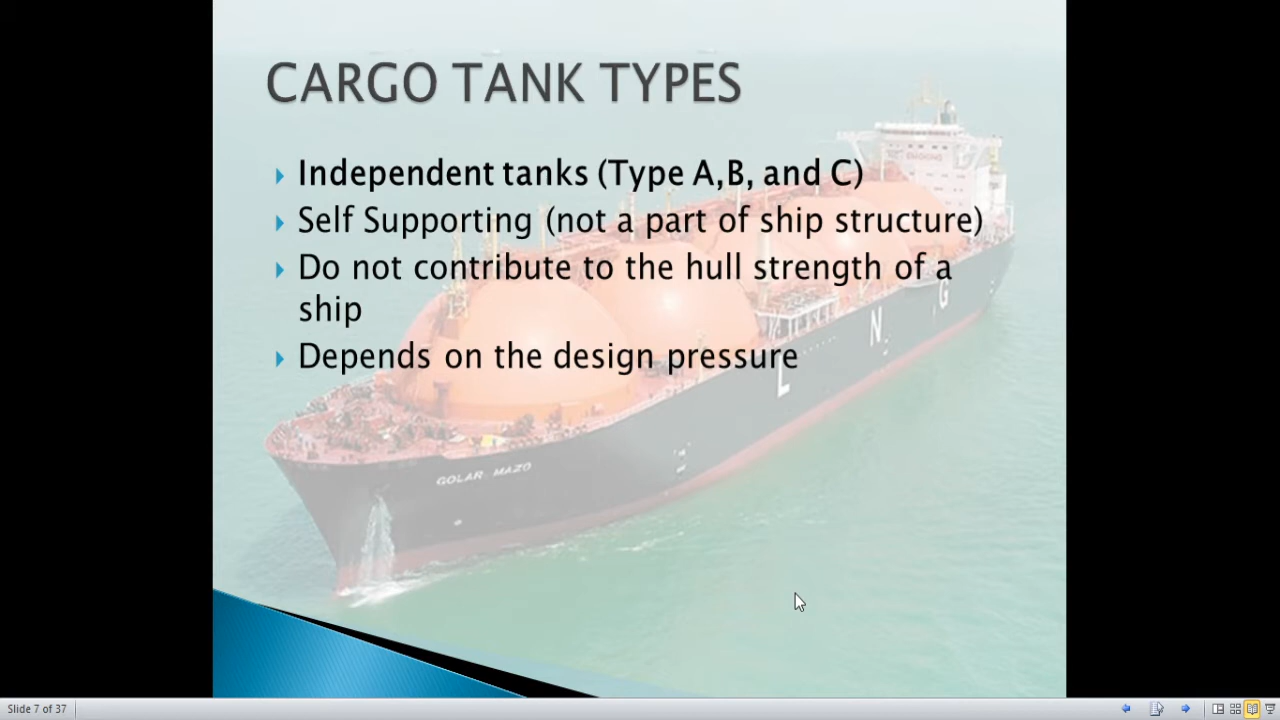 CARGO TANK TYPES
Independent tanks (Type A,B, and C)
Self Supporting (not a part of ship structure)
Do not contribute to the hull strength of a
ship
Depends on the design pressure
L N G
GOLAR MAZO
Slide 7 of 37